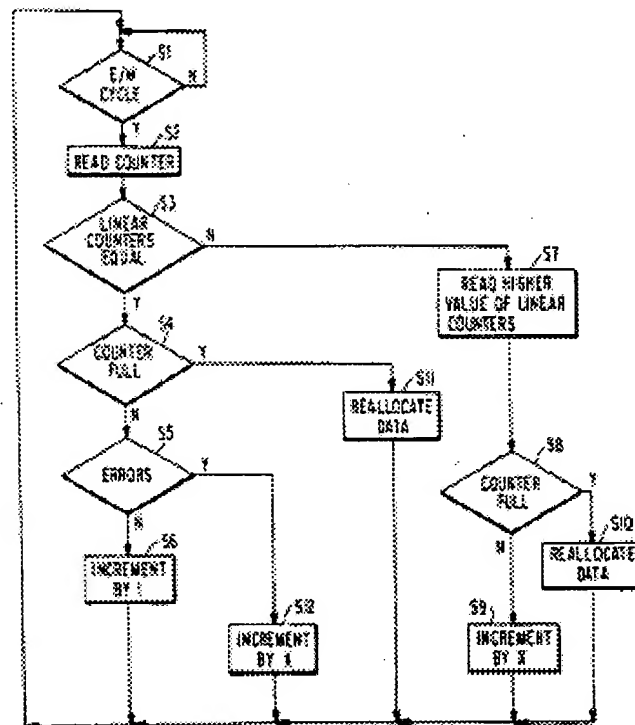 S1
E/W
CYCLE
N
Y
S2
READ COUNTER
S3
LINEAR
COUNTERS
EQUAL
N
S7
READ HIGHER
VALUE OF LINEAR
COUNTERS
Y
S4
COUNTER
FULL
Y
S11
REALLOCATE
DATA
N
S5
ERRORS
Y
S8
COUNTER
FULL
Y
S10
REALLOCATE
DATA
N
S6
INCREMENT
BY 1
N
S12
INCREMENT
BY X
S9
INCREMENT
BY X